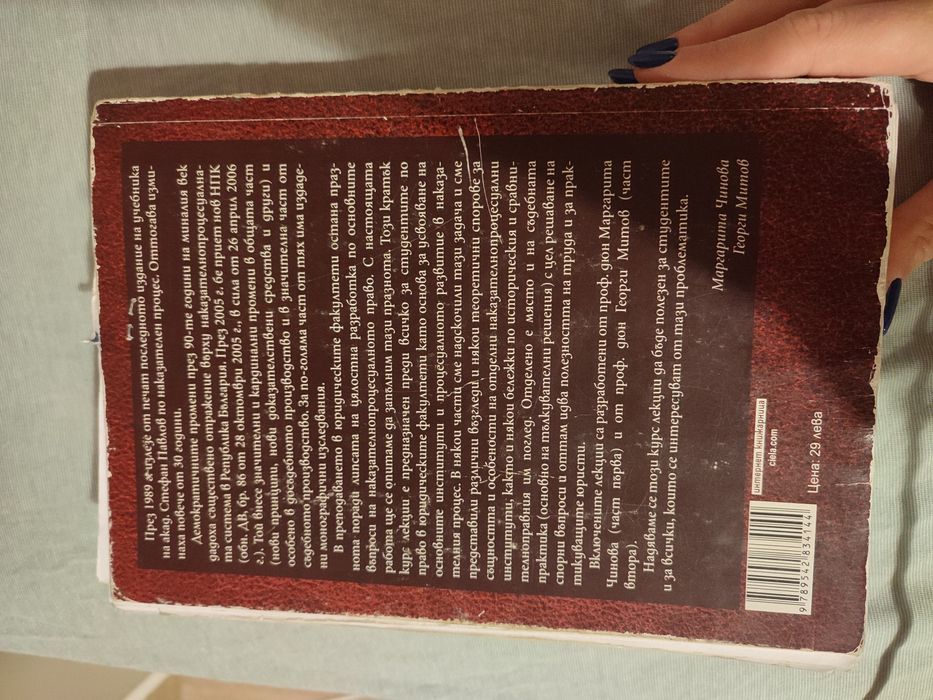 През 1989 г. излезе от печат последното издание на учебника
на акад. Стефан Павлов по наказателен процес. Оттогава изми-
наха повече от 30 години.
Демократичните промени през 90-те години на миналия век
дадоха съществено отражение върху наказателнопроцесуална-
та система в Република България. През 2005 г. бе приет нов НПК
(обн. ДВ, бр. 86 от 28 октомври 2005 г., в сила от 26 април 2006
г.). Той внесе значителни и кардинални промени в общата част
(нови принципи, нови доказателствени средства и други) и
особено в досъдебното производство и в значителна част от
съдебното производство. За по-голяма част от тях има издаде-
ни монографични изследвания.
В преподаването в юридическите факултети остана праз-
нота поради липсата на цялостна разработка по основните
въпроси на наказателнопроцесуалното право. С настоящата
работа ще се опитаме да запълним тази празнота. Този кратък
курс лекции е предназначен преди всичко за студентите по
право в юридическите факултети като основа за усвояване на
основните институти и процесуалното развитие в наказа-
телния процес. В някои части сме надскочили тази задача и сме
представили различни възгледи и някои теоретични спорове за
същността и особеностите на отделни наказателнопроцесуални
институти, както и някои бележки по историческия и сравни-
телноправния им поглед. Отделено е място и на съдебната
практика (основно на тълкувателни решения) с цел решаване на
спорни въпроси и оттам идва полезността на труда и за прак-
тикуващите юристи.
Включените лекции са разработени от проф. дюн Маргарита
Чинова (част първа) и от проф. дюн Георги Митов (част
втора).
Надяваме се този курс лекции да бъде полезен за студентите
и за всички, които се интересуват от тази проблематика.
Маргарита Чинова
Георги Митов
интернет книжарница
ciela.com
Цена: 29 лева
9 789542 834144